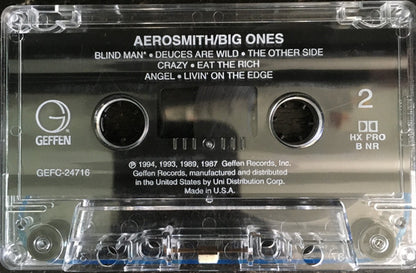 AEROSMITH/BIG ONES
BLIND MAN* • DEUCES ARE WILD • THE OTHER SIDE
CRAZY • EAT THE RICH
ANGEL • LIVIN' ON THE EDGE
G
GEFFEN®
GEFC-24716
2
HX PRO
B NR
℗ 1994, 1993, 1989, 1987 Geffen Records, Inc.
Geffen Records, manufactured and distributed
in the United States by Uni Distribution Corp.
Made in U.S.A.